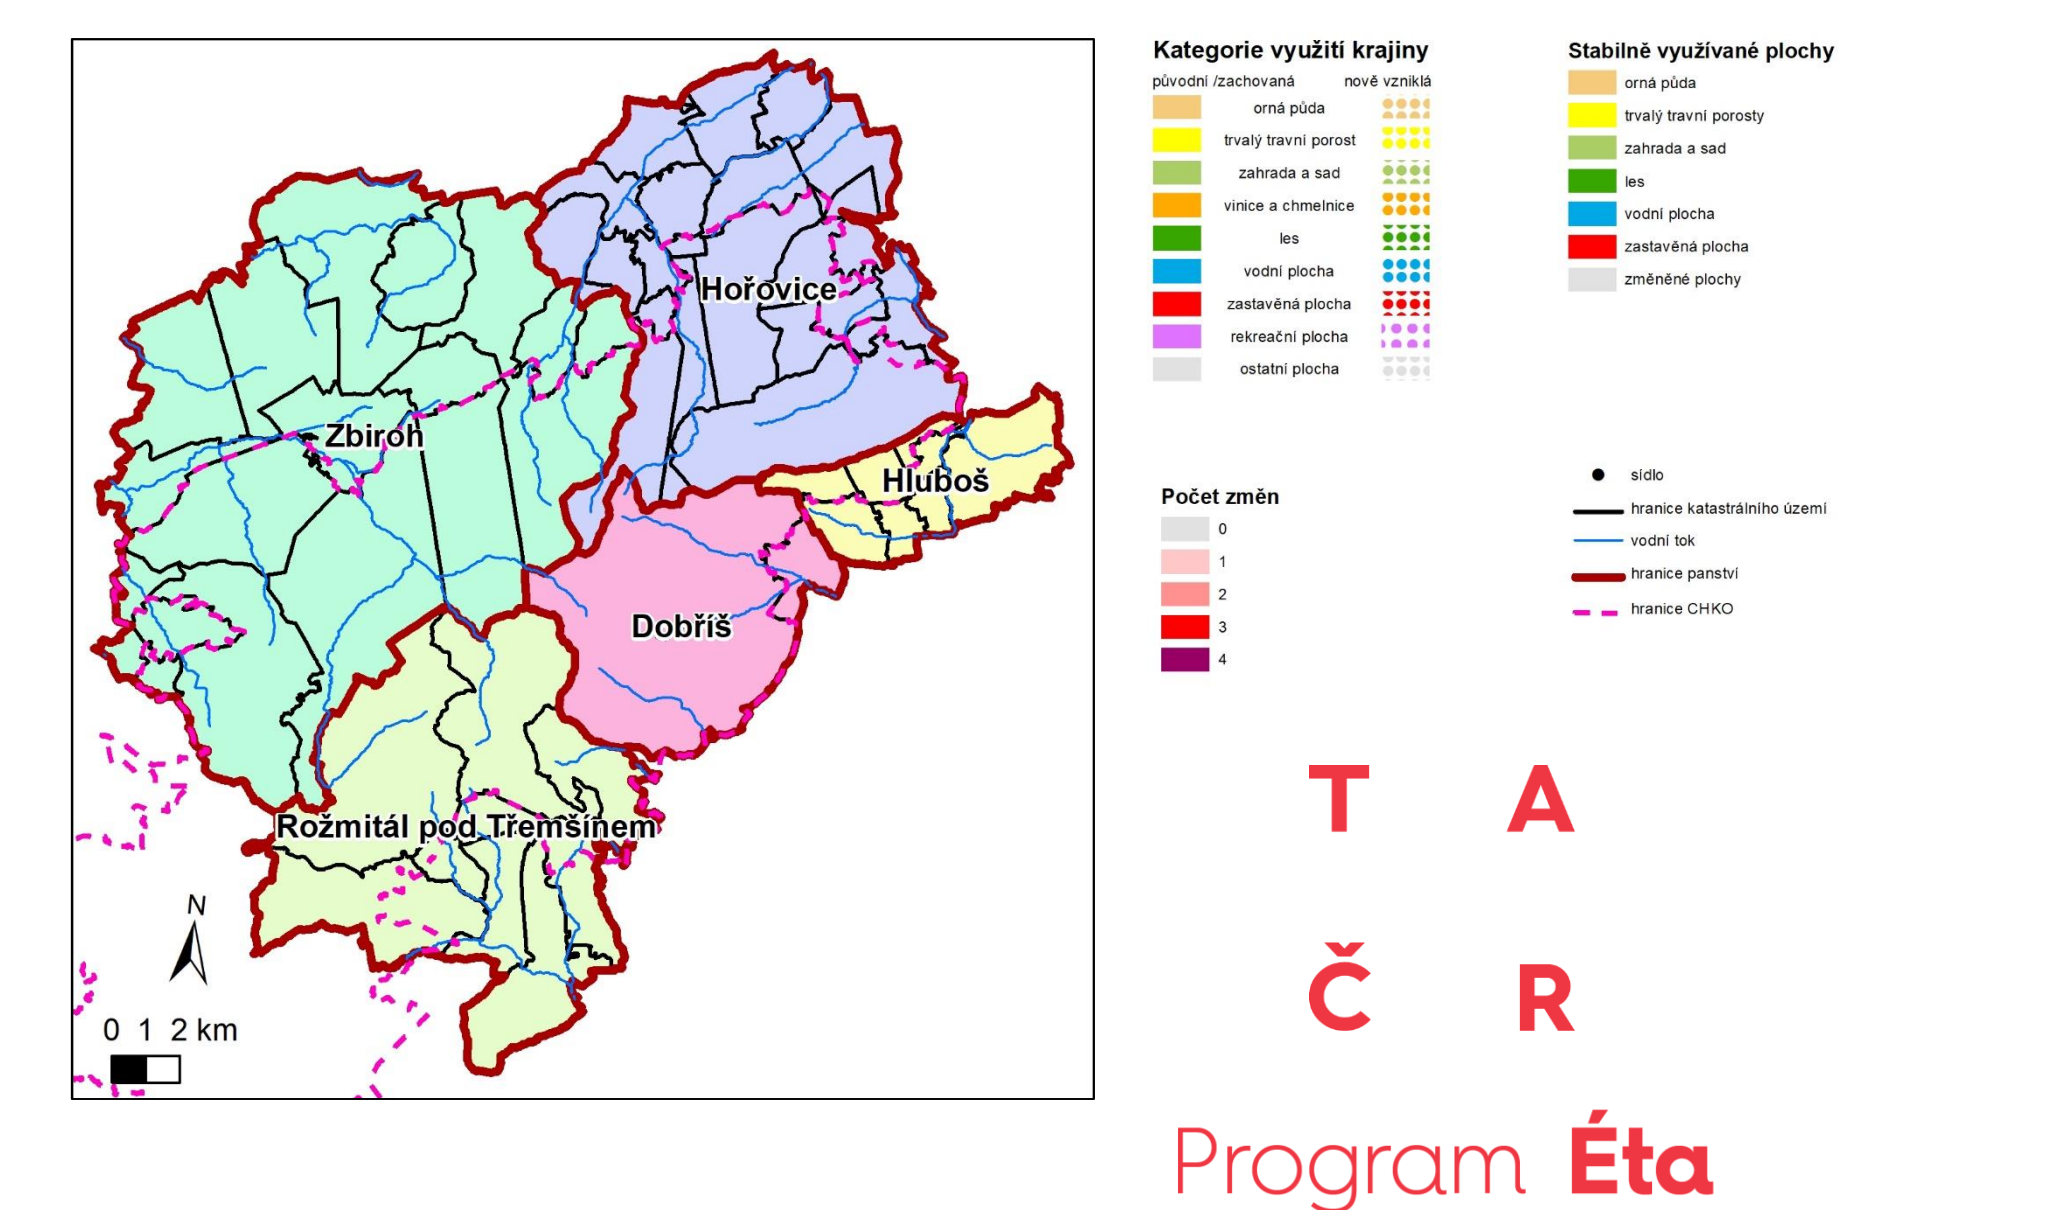 Hořovice
Zbiroh
Hluboš
Dobříš
Rožmitál pod Třemšínem
N
0 1 2 km
Kategorie využití krajiny
původní /zachovaná nově vzniklá
orná půda
trvalý travní porost
zahrada a sad
vinice a chmelnice
les
vodní plocha
zastavěná plocha
rekreační plocha
ostatní plocha
Stabilně využívané plochy
orná půda
trvalý travní porosty
zahrada a sad
les
vodní plocha
zastavěná plocha
změněné plochy
Počet změn
0
1
2
3
4
sídlo
hranice katastrálního území
vodní tok
hranice panství
hranice CHKO
T A
Č R
Program Éta